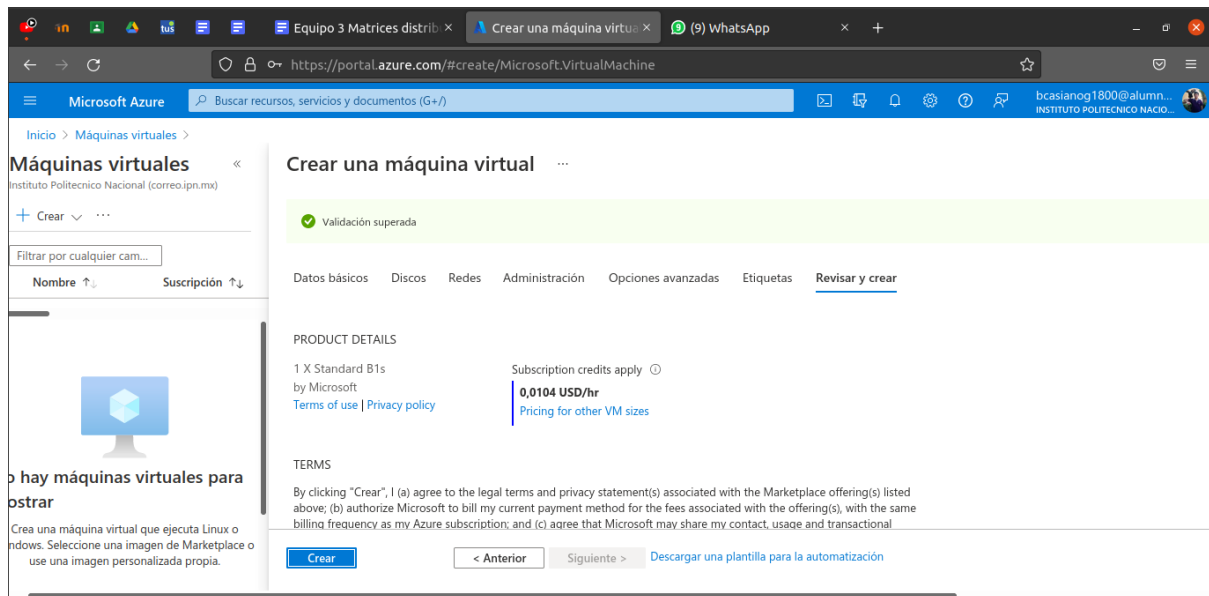 Equipo 3 Matrices distrib
Crear una máquina virtua
(9) WhatsApp
https://portal.azure.com/#create/Microsoft.VirtualMachine
Microsoft Azure
Buscar recursos, servicios y documentos (G+/)
bcasianog1800@alumn...
INSTITUTO POLITECNICO NACIO...
Inicio > Máquinas virtuales >
Máquinas virtuales «
Instituto Politecnico Nacional (correo.ipn.mx)
+ Crear ···
Filtrar por cualquier cam...
Nombre ↑↓ Suscripción ↑↓
o hay máquinas virtuales para
ostrar
Crea una máquina virtual que ejecuta Linux o
ndows. Seleccione una imagen de Marketplace o
use una imagen personalizada propia.
Crear una máquina virtual ...
Validación superada
Datos básicos Discos Redes Administración Opciones avanzadas Etiquetas Revisar y crear
PRODUCT DETAILS
1 X Standard B1s
by Microsoft
Terms of use | Privacy policy
Subscription credits apply
0,0104 USD/hr
Pricing for other VM sizes
TERMS
By clicking "Crear", I (a) agree to the legal terms and privacy statement(s) associated with the Marketplace offering(s) listed
above; (b) authorize Microsoft to bill my current payment method for the fees associated with the offering(s), with the same
billing frequency as my Azure subscription; and (c) agree that Microsoft may share my contact, usage and transactional
Crear
< Anterior
Siguiente >
Descargar una plantilla para la automatización